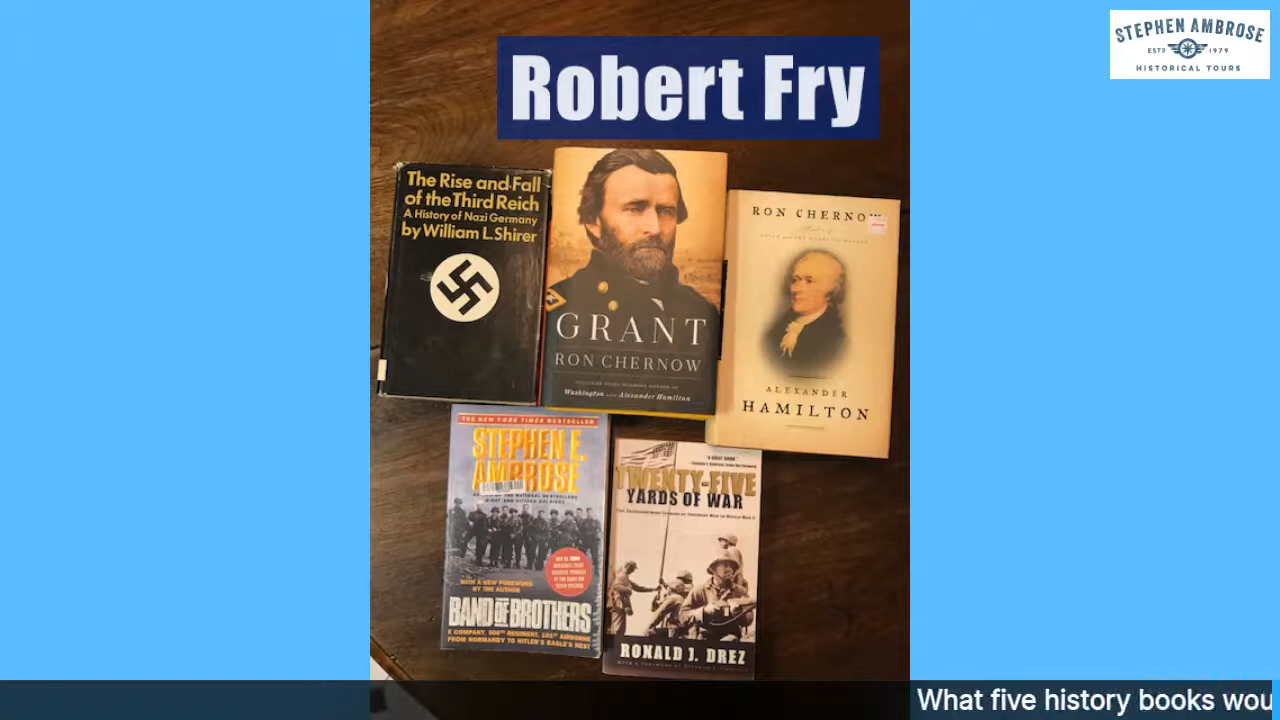 STEPHEN AMBROSE
ESTD 1979
HISTORICAL TOURS
Robert Fry
The Rise and Fall
of the Third Reich
A History of Nazi Germany
by William L. Shirer
GRANT
RON CHERNOW
Washington and Alexander Hamilton
RON CHERNOW
ALEXANDER
HAMILTON
THE NEW YORK TIMES BESTSELLER
STEPHEN E.
AMBROSE
WITH A NEW FOREWORD
BY THE AUTHOR
BAND OF BROTHERS
E COMPANY, 506TH REGIMENT, 101ST AIRBORNE
FROM NORMANDY TO HITLER'S EAGLE'S NEST
"A GREAT BOOK."
TWENTY-FIVE
YARDS OF WAR
RONALD J. DREZ
What five history books wou